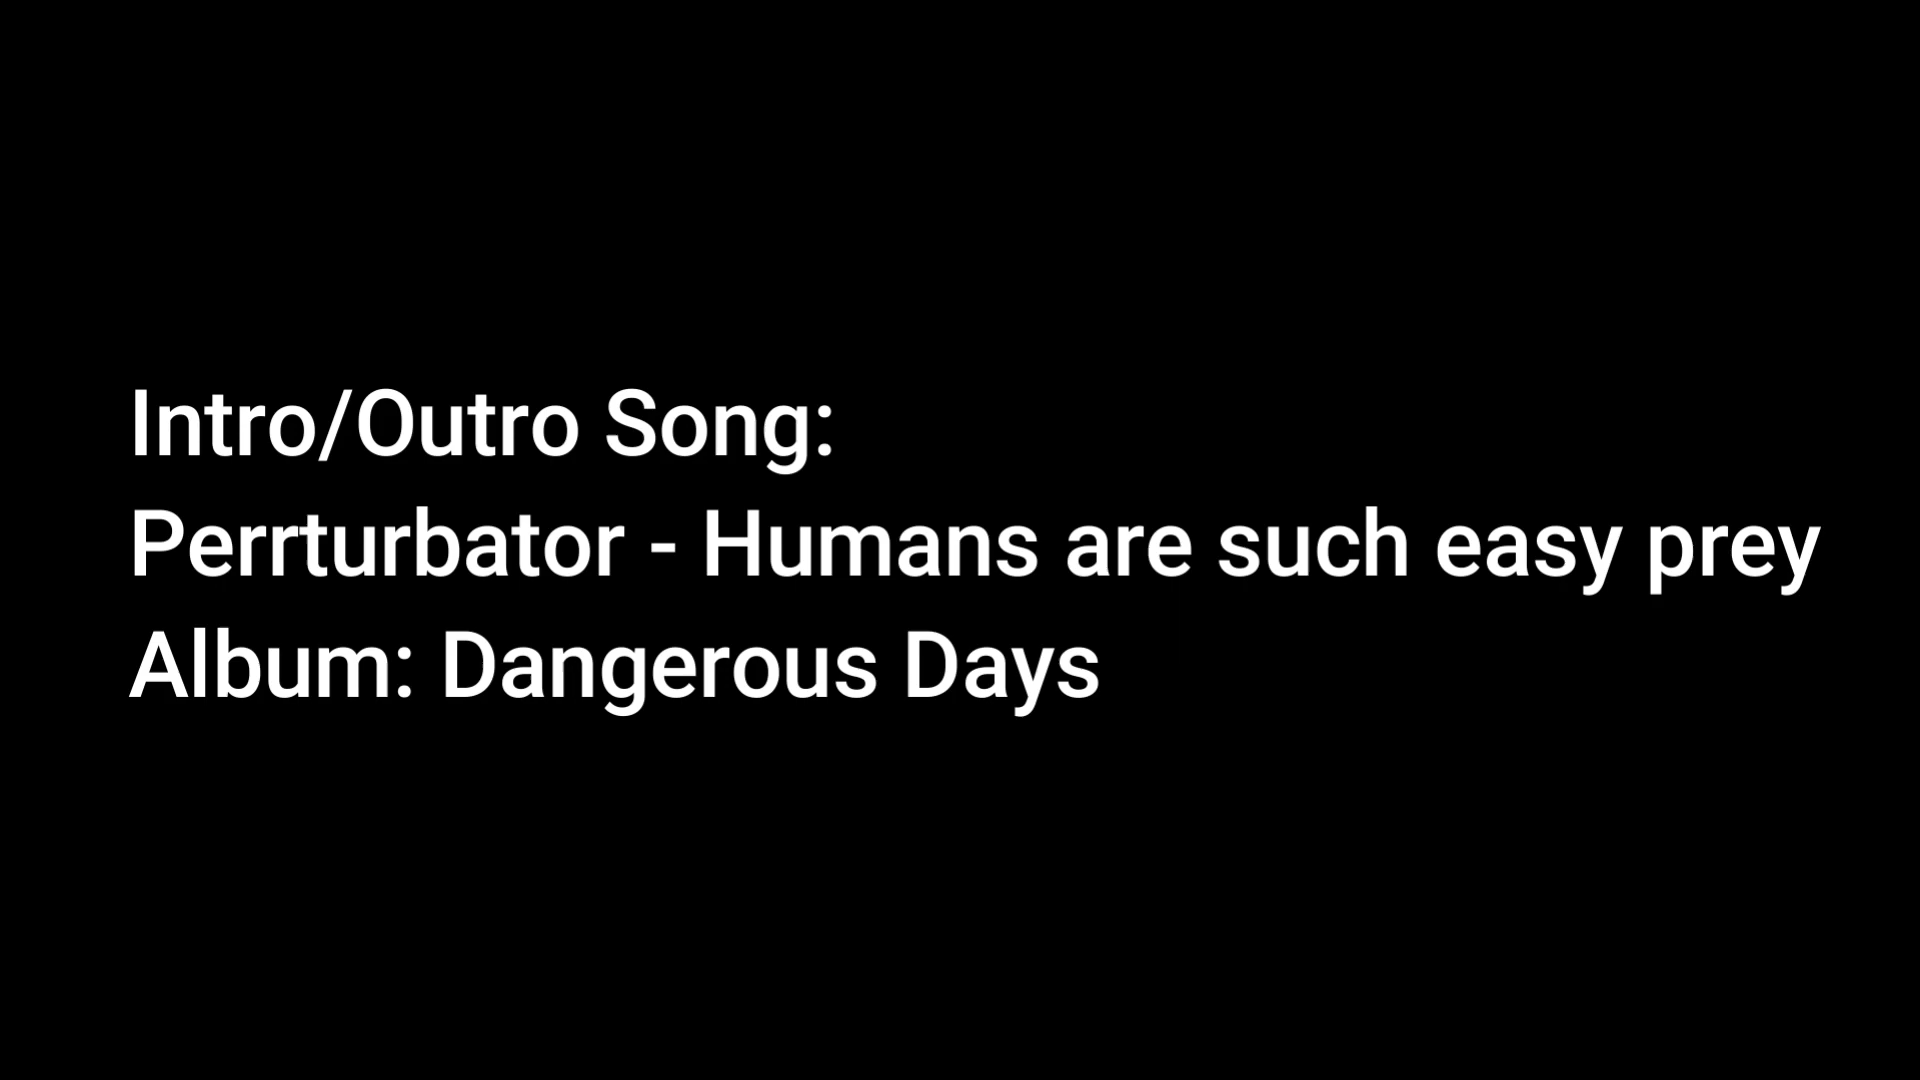 Intro/Outro Song:
Perrturbator - Humans are such easy prey
Album: Dangerous Days